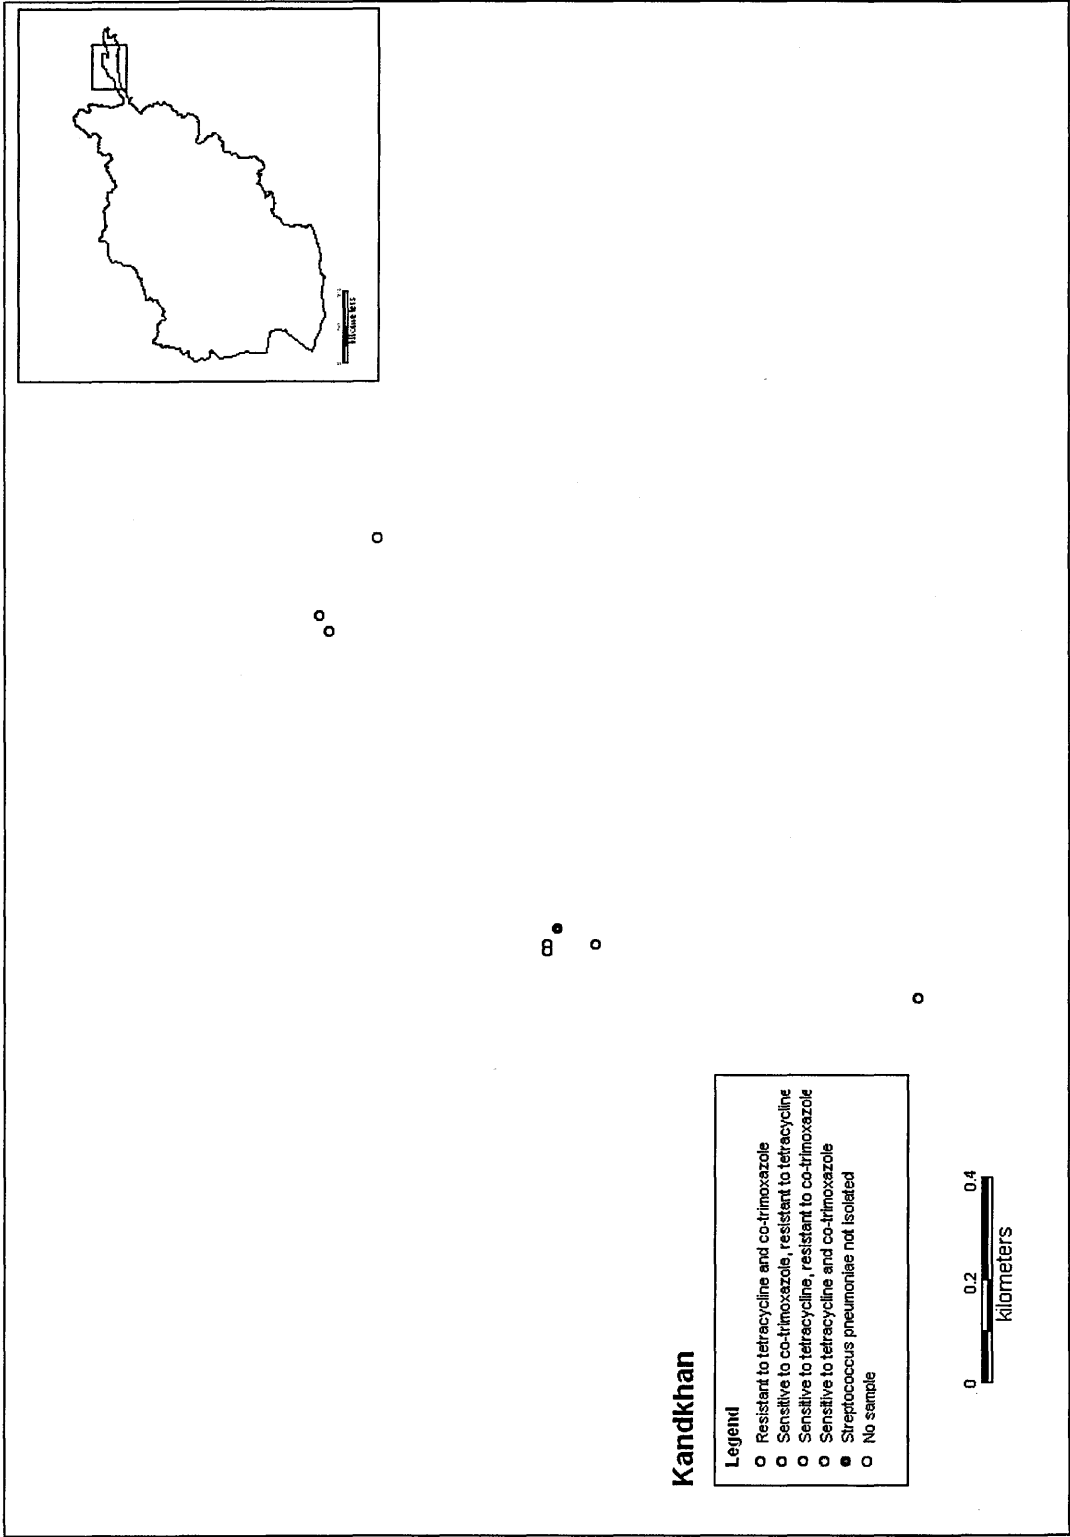 Kandkhan
Legend
Resistant to tetracycline and co-trimoxazole
Sensitive to co-trimoxazole, resistant to tetracycline
Sensitive to tetracycline, resistant to co-trimoxazole
Sensitive to tetracycline and co-trimoxazole
Streptococcus pneumoniae not isolated
No sample
0 0.2 0.4
kilometers